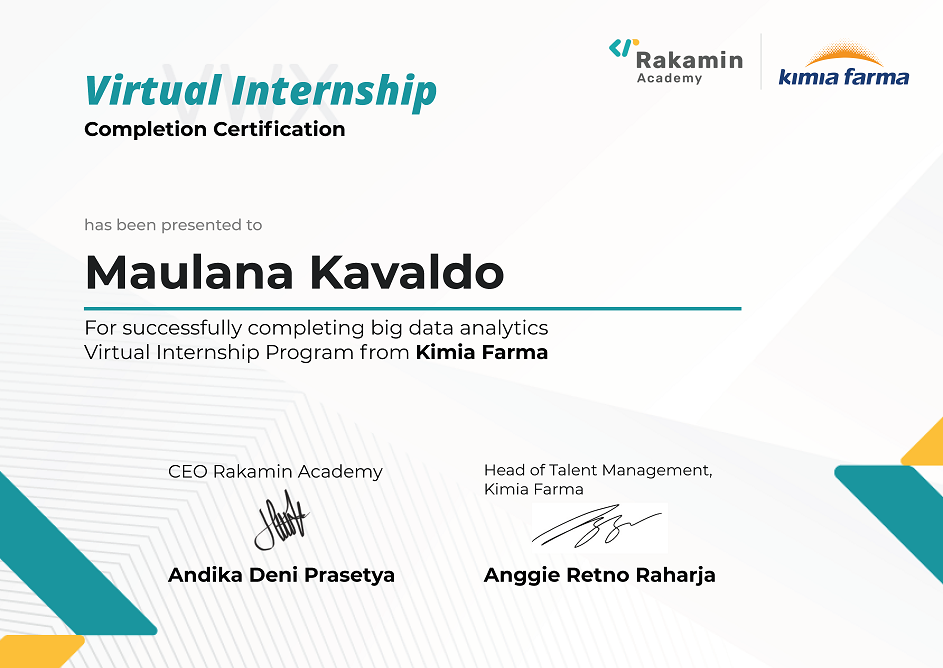 Rakamin
Academy
kimia farma
VWX
Virtual Internship
Completion Certification
has been presented to
Maulana Kavaldo
For successfully completing big data analytics
Virtual Internship Program from Kimia Farma
CEO Rakamin Academy
Andika Deni Prasetya
Head of Talent Management,
Kimia Farma
Anggie Retno Raharja